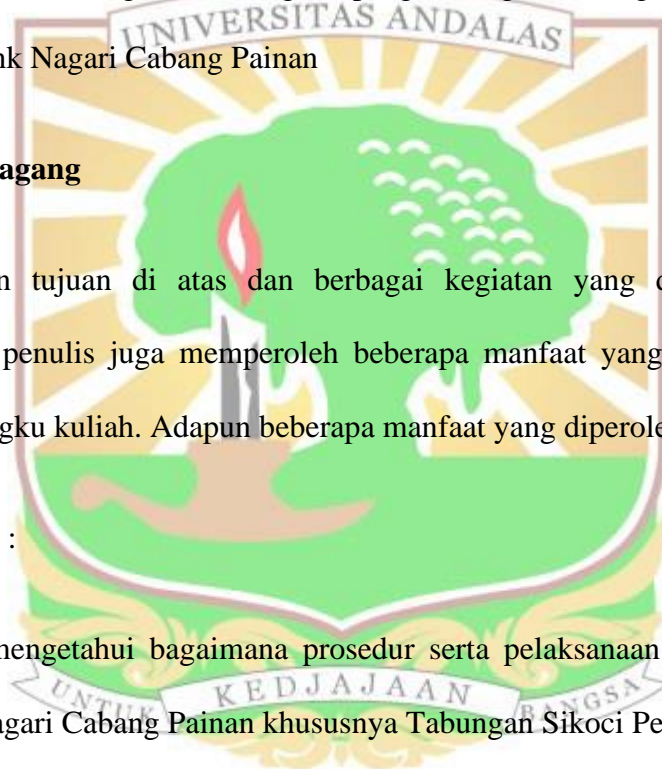 UNIVERSITAS ANDALAS
nk Nagari Cabang Painan
agang
n tujuan di atas dan berbagai kegiatan yang d
penulis juga memperoleh beberapa manfaat yang
gku kuliah. Adapun beberapa manfaat yang diperole
:
mengetahui bagaimana prosedur serta pelaksanaan
agari Cabang Painan khususnya Tabungan Sikoci Pe
UNTUK KEDJAJAAN BANGSA